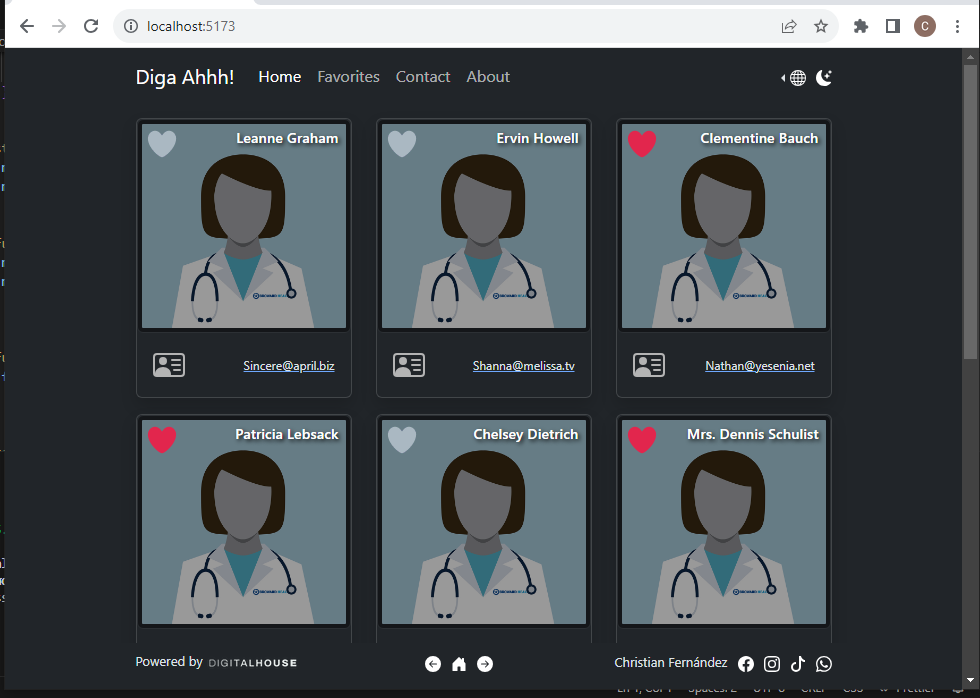 localhost:5173
C
Diga Ahhh! Home Favorites Contact About
Leanne Graham
Ervin Howell
Clementine Bauch
Sincere@april.biz
Shanna@melissa.tv
Nathan@yesenia.net
Patricia Lebsack
Chelsey Dietrich
Mrs. Dennis Schulist
Powered by DIGITALHOUSE
Christian Fernández